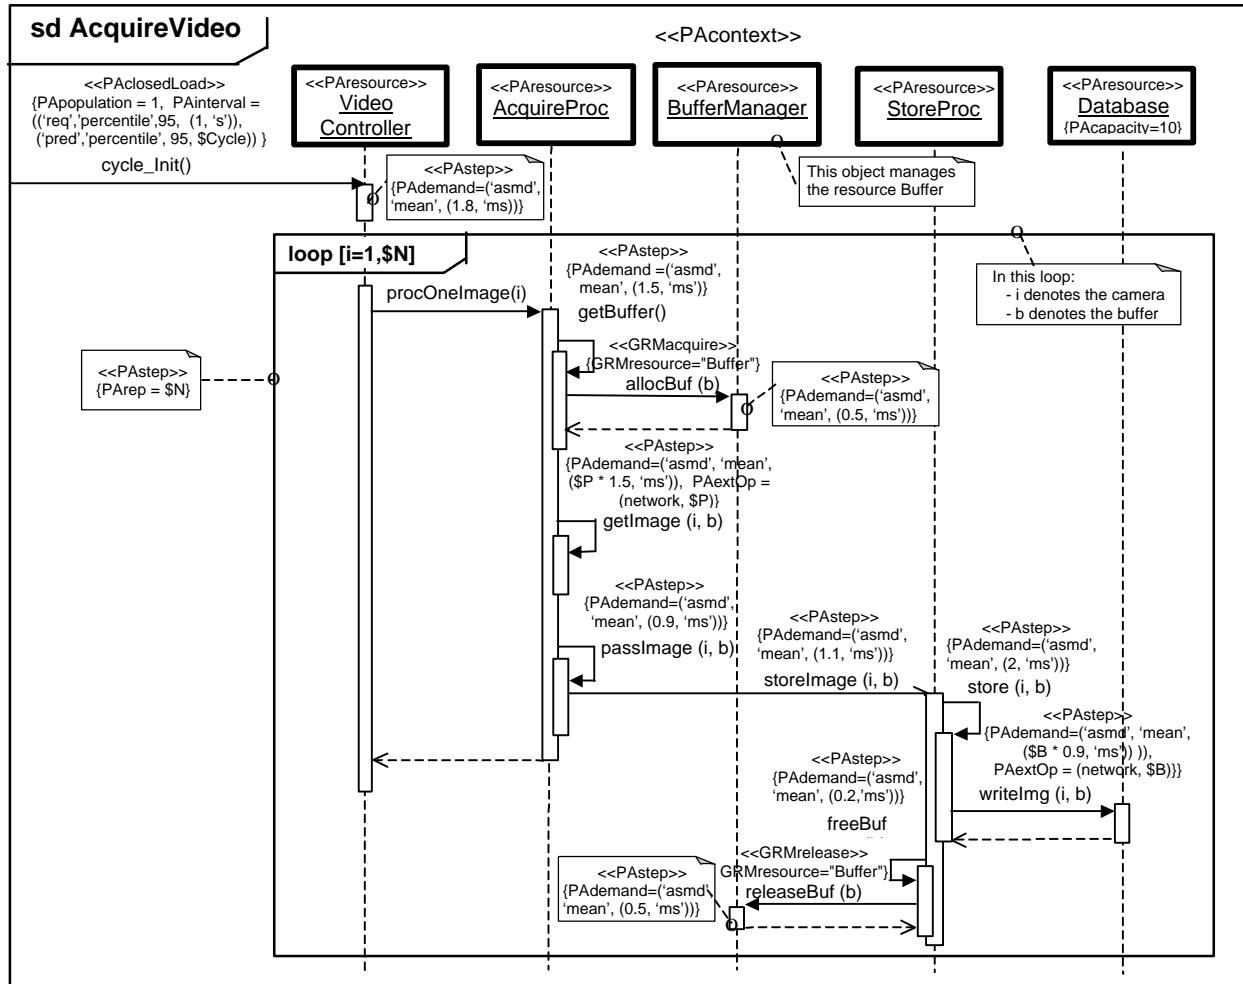 sd AcquireVideo
<<PAcontext>>
<<PAclosedLoad>>
{PApopulation = 1, PAinterval =
((‘req’,’percentile’,95, (1, ‘s’)),
(‘pred’,’percentile’, 95, $Cycle)) }
cycle_Init()
<<PAresource>>
Video
Controller
<<PAresource>>
AcquireProc
<<PAresource>>
BufferManager
<<PAresource>>
StoreProc
<<PAresource>>
Database
{PAcapacity=10}
<<PAstep>>
{PAdemand=(‘asmd’,
‘mean’, (1.8, ‘ms’))}
This object manages
the resource Buffer
loop [i=1,$N]
<<PAstep>>
{PAdemand =(‘asmd’,
mean’, (1.5, ‘ms’)}
getBuffer()
procOneImage(i)
In this loop:
- i denotes the camera
- b denotes the buffer
<<PAstep>>
{PArep = $N}
<<GRMacquire>>
{GRMresource="Buffer"}
allocBuf (b)
<<PAstep>>
{PAdemand=(‘asmd’,
‘mean’, (0.5, ‘ms’))}
<<PAstep>>
{PAdemand=(‘asmd’, ‘mean’,
($P * 1.5, ‘ms’)), PAextOp =
(network, $P)}
getImage (i, b)
<<PAstep>>
{PAdemand=(‘asmd’,
‘mean’, (0.9, ‘ms’))}
passImage (i, b)
<<PAstep>>
{PAdemand=(‘asmd’,
‘mean’, (1.1, ‘ms’))}
storeImage (i, b)
<<PAstep>>
{PAdemand=(‘asmd’,
‘mean’, (2, ‘ms’))}
store (i, b)
<<PAstep>>
{PAdemand=(‘asmd’, ‘mean’,
($B * 0.9, ‘ms’)) )),
PAextOp = (network, $B)}}
writeImg (i, b)
<<PAstep>>
{PAdemand=(‘asmd’,
‘mean’, (0.2,’ms’))}
freeBuf
<<GRMrelease>>
GRMresource="Buffer"}
releaseBuf (b)
<<PAstep>>
{PAdemand=(‘asmd’,
‘mean’, (0.5, ‘ms’))}